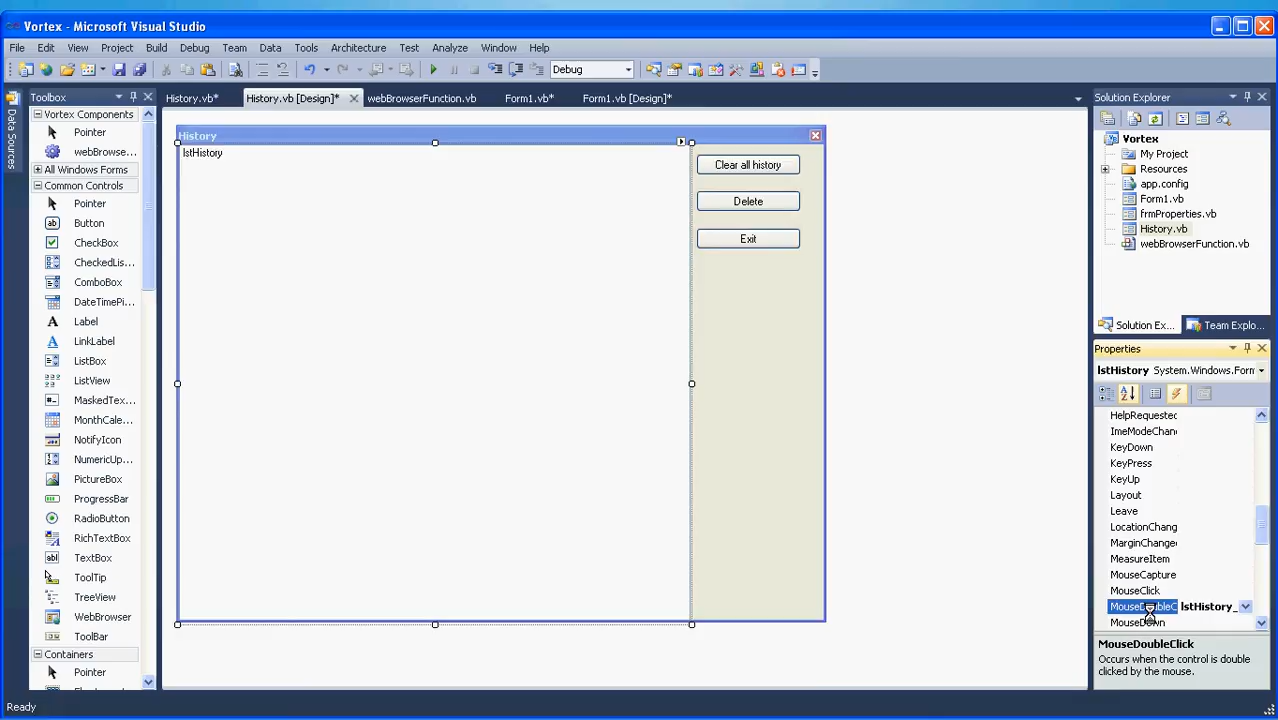 Vortex - Microsoft Visual Studio
File Edit View Project Build Debug Team Data Tools Architecture Test Analyze Window Help
Debug
Data Sources
Toolbox
Vortex Components
Pointer
webBrowse...
All Windows Forms
Common Controls
Pointer
Button
CheckBox
CheckedLis...
ComboBox
DateTimePi...
Label
LinkLabel
ListBox
ListView
MaskedTex...
MonthCale...
NotifyIcon
NumericUp...
PictureBox
ProgressBar
RadioButton
RichTextBox
TextBox
ToolTip
TreeView
WebBrowser
ToolBar
Containers
Pointer
History.vb* History.vb [Design]* webBrowserFunction.vb Form1.vb* Form1.vb [Design]*
History
lstHistory
Clear all history
Delete
Exit
Solution Explorer
Vortex
My Project
Resources
app.config
Form1.vb
frmProperties.vb
History.vb
webBrowserFunction.vb
Solution Ex... Team Explo...
Properties
lstHistory System.Windows.Form
HelpRequested
ImeModeChan
KeyDown
KeyPress
KeyUp
Layout
Leave
LocationChang
MarginChange
MeasureItem
MouseCapture
MouseClick
MouseDoubleC lstHistory_
MouseDown
MouseDoubleClick
Occurs when the control is double
clicked by the mouse.
Ready